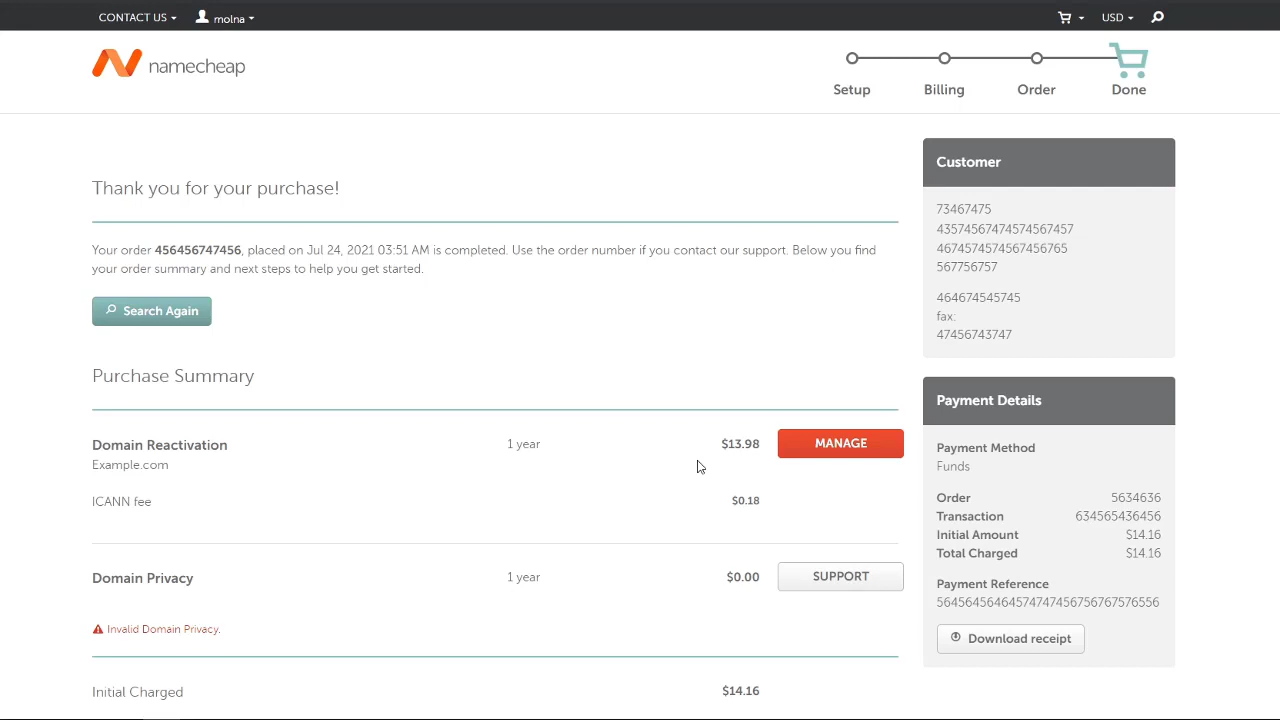 CONTACT US
molna
USD
namecheap
Setup
Billing
Order
Done
Thank you for your purchase!
Your order 456456747456, placed on Jul 24, 2021 03:51 AM is completed. Use the order number if you contact our support. Below you find
your order summary and next steps to help you get started.
Search Again
Purchase Summary
Domain Reactivation 1 year $13.98 MANAGE
Example.com
ICANN fee $0.18
Domain Privacy 1 year $0.00 SUPPORT
Invalid Domain Privacy.
Initial Charged $14.16
Customer
73467475
43574567474574567457
4674574574567456765
567756757
464674545745
fax:
47456743747
Payment Details
Payment Method
Funds
Order 5634636
Transaction 634565436456
Initial Amount $14.16
Total Charged $14.16
Payment Reference
56456456464574747456756767576556
Download receipt